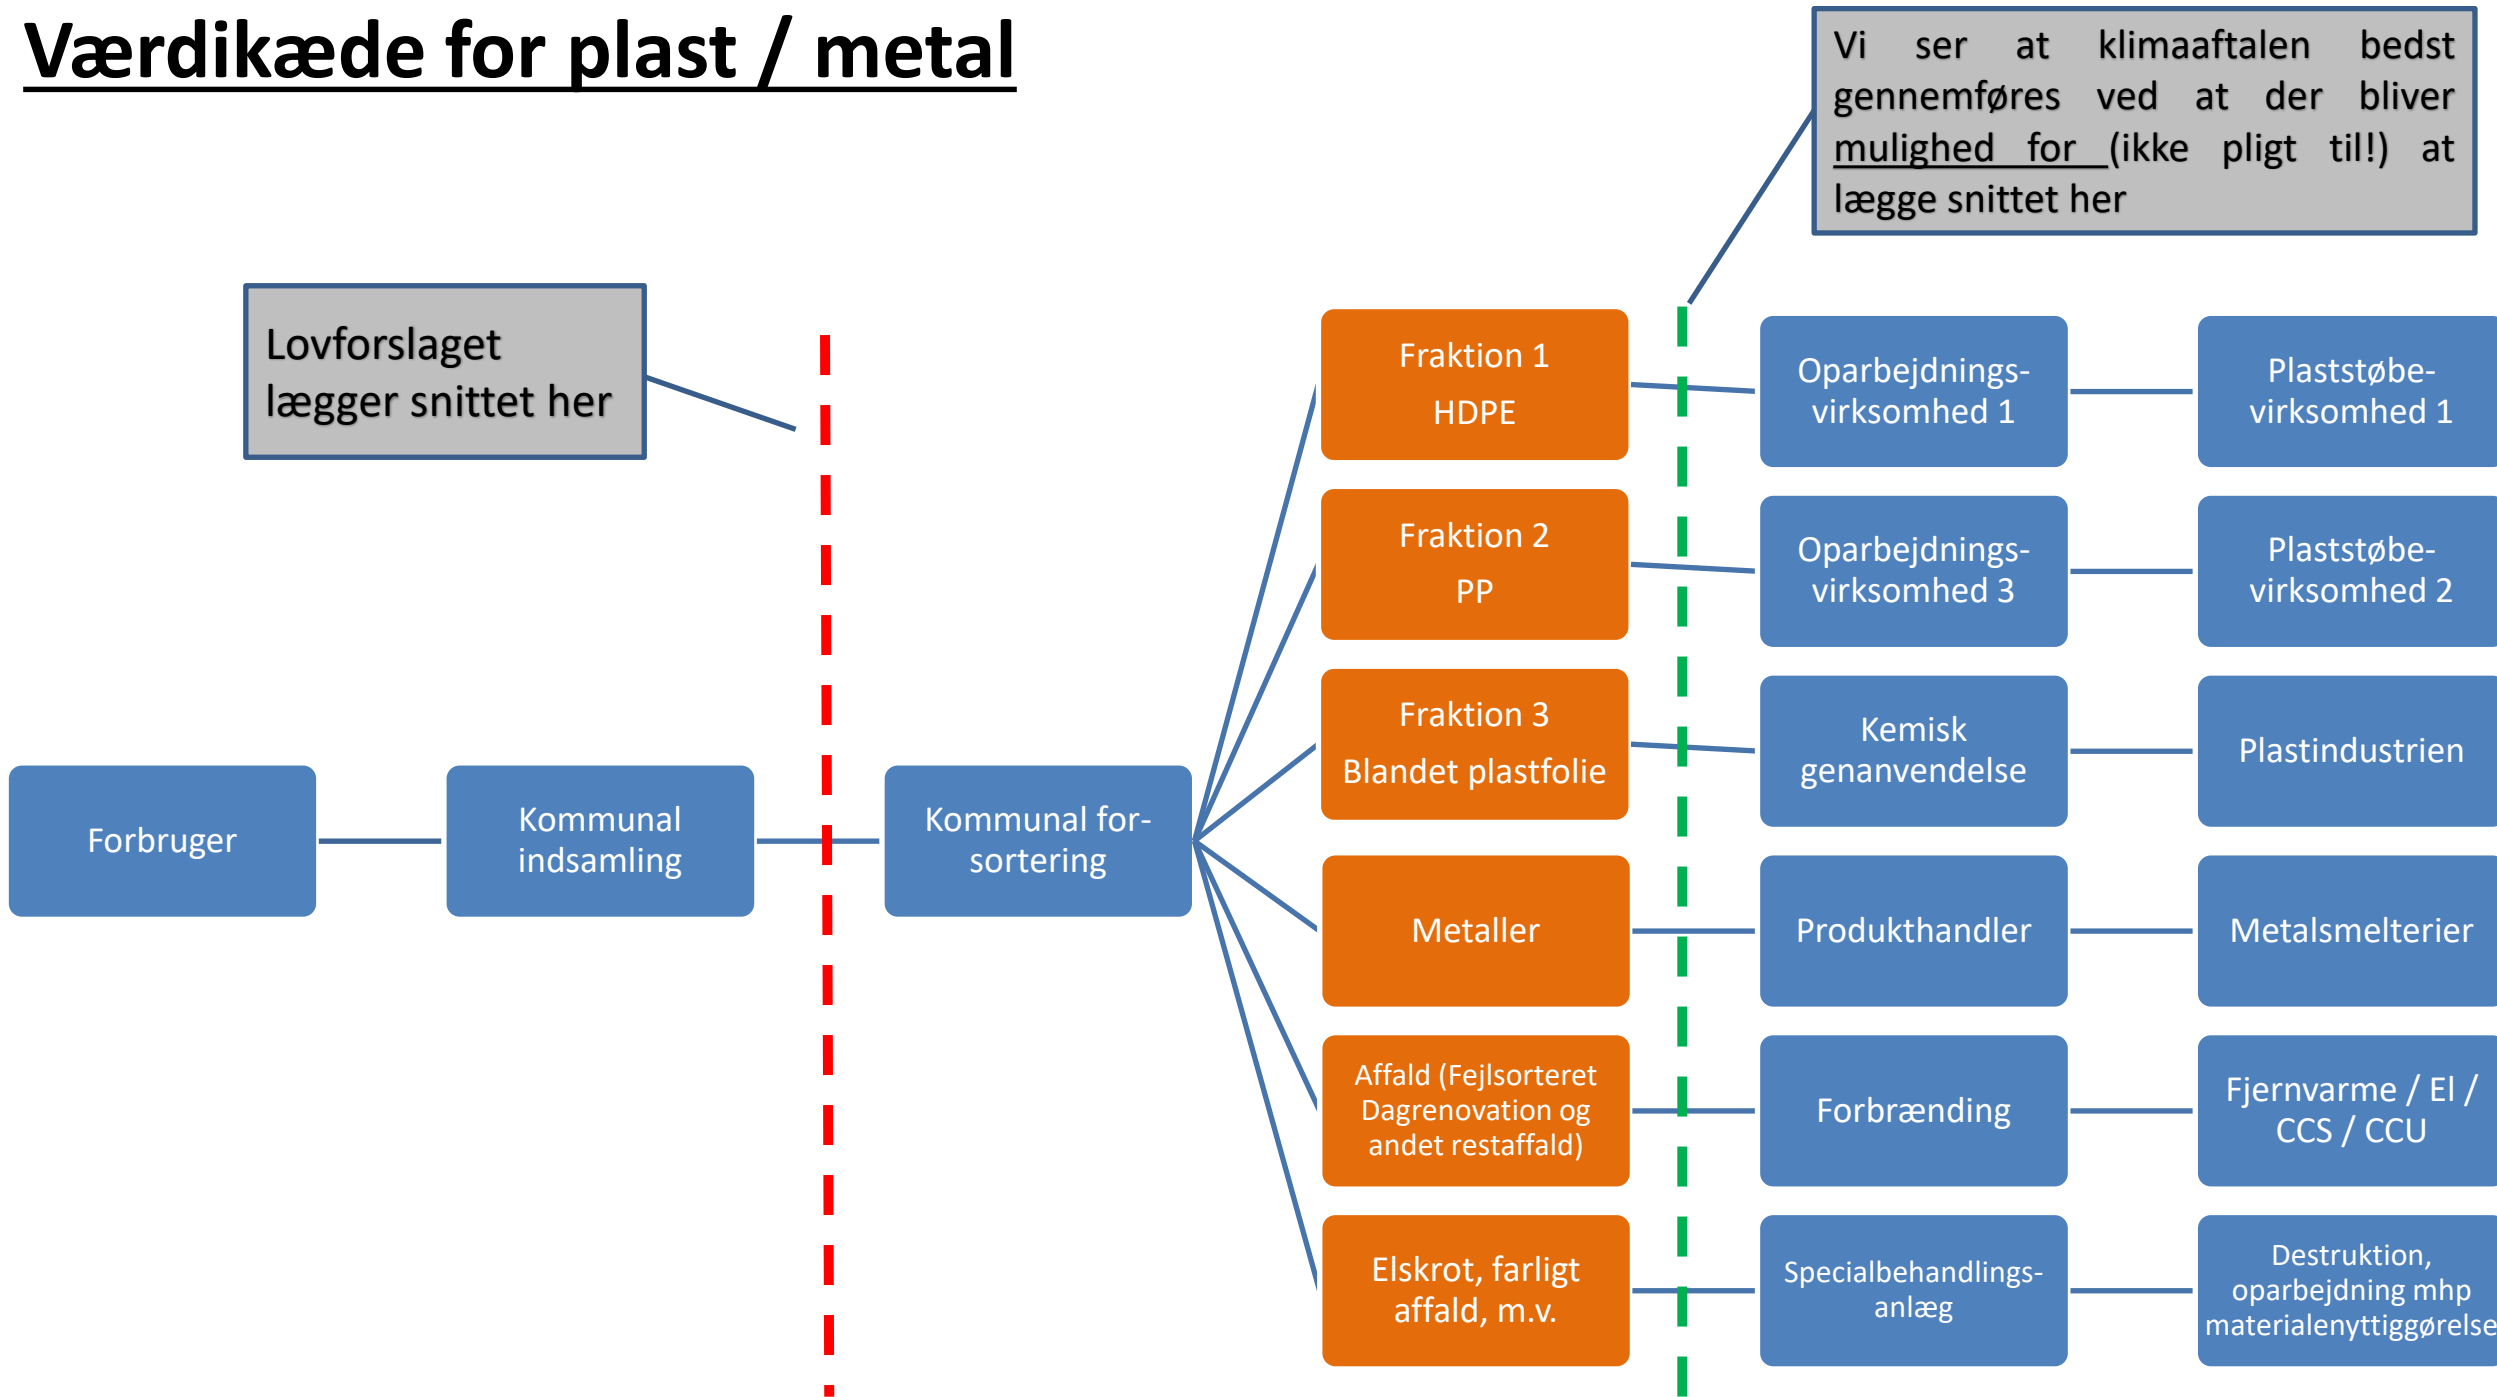 Værdikæde for plast / metal
Vi ser at klimaaftalen bedst
gennemføres ved at der bliver
mulighed for (ikke pligt til!) at
lægge snittet her
Lovforslaget
lægger snittet her
Forbruger
Kommunal
indsamling
Kommunal for-
sortering
Fraktion 1
HDPE
Oparbejdnings-
virksomhed 1
Plaststøbe-
virksomhed 1
Fraktion 2
PP
Oparbejdnings-
virksomhed 3
Plaststøbe-
virksomhed 2
Fraktion 3
Blandet plastfolie
Kemisk
genanvendelse
Plastindustrien
Metaller
Produkthandler
Metalsmelterier
Affald (Fejlsorteret
Dagrenovation og
andet restaffald)
Forbrænding
Fjernvarme / El /
CCS / CCU
Elskrot, farligt
affald, m.v.
Specialbehandlings-
anlæg
Destruktion,
oparbejdning mhp
materialenyttiggørelse